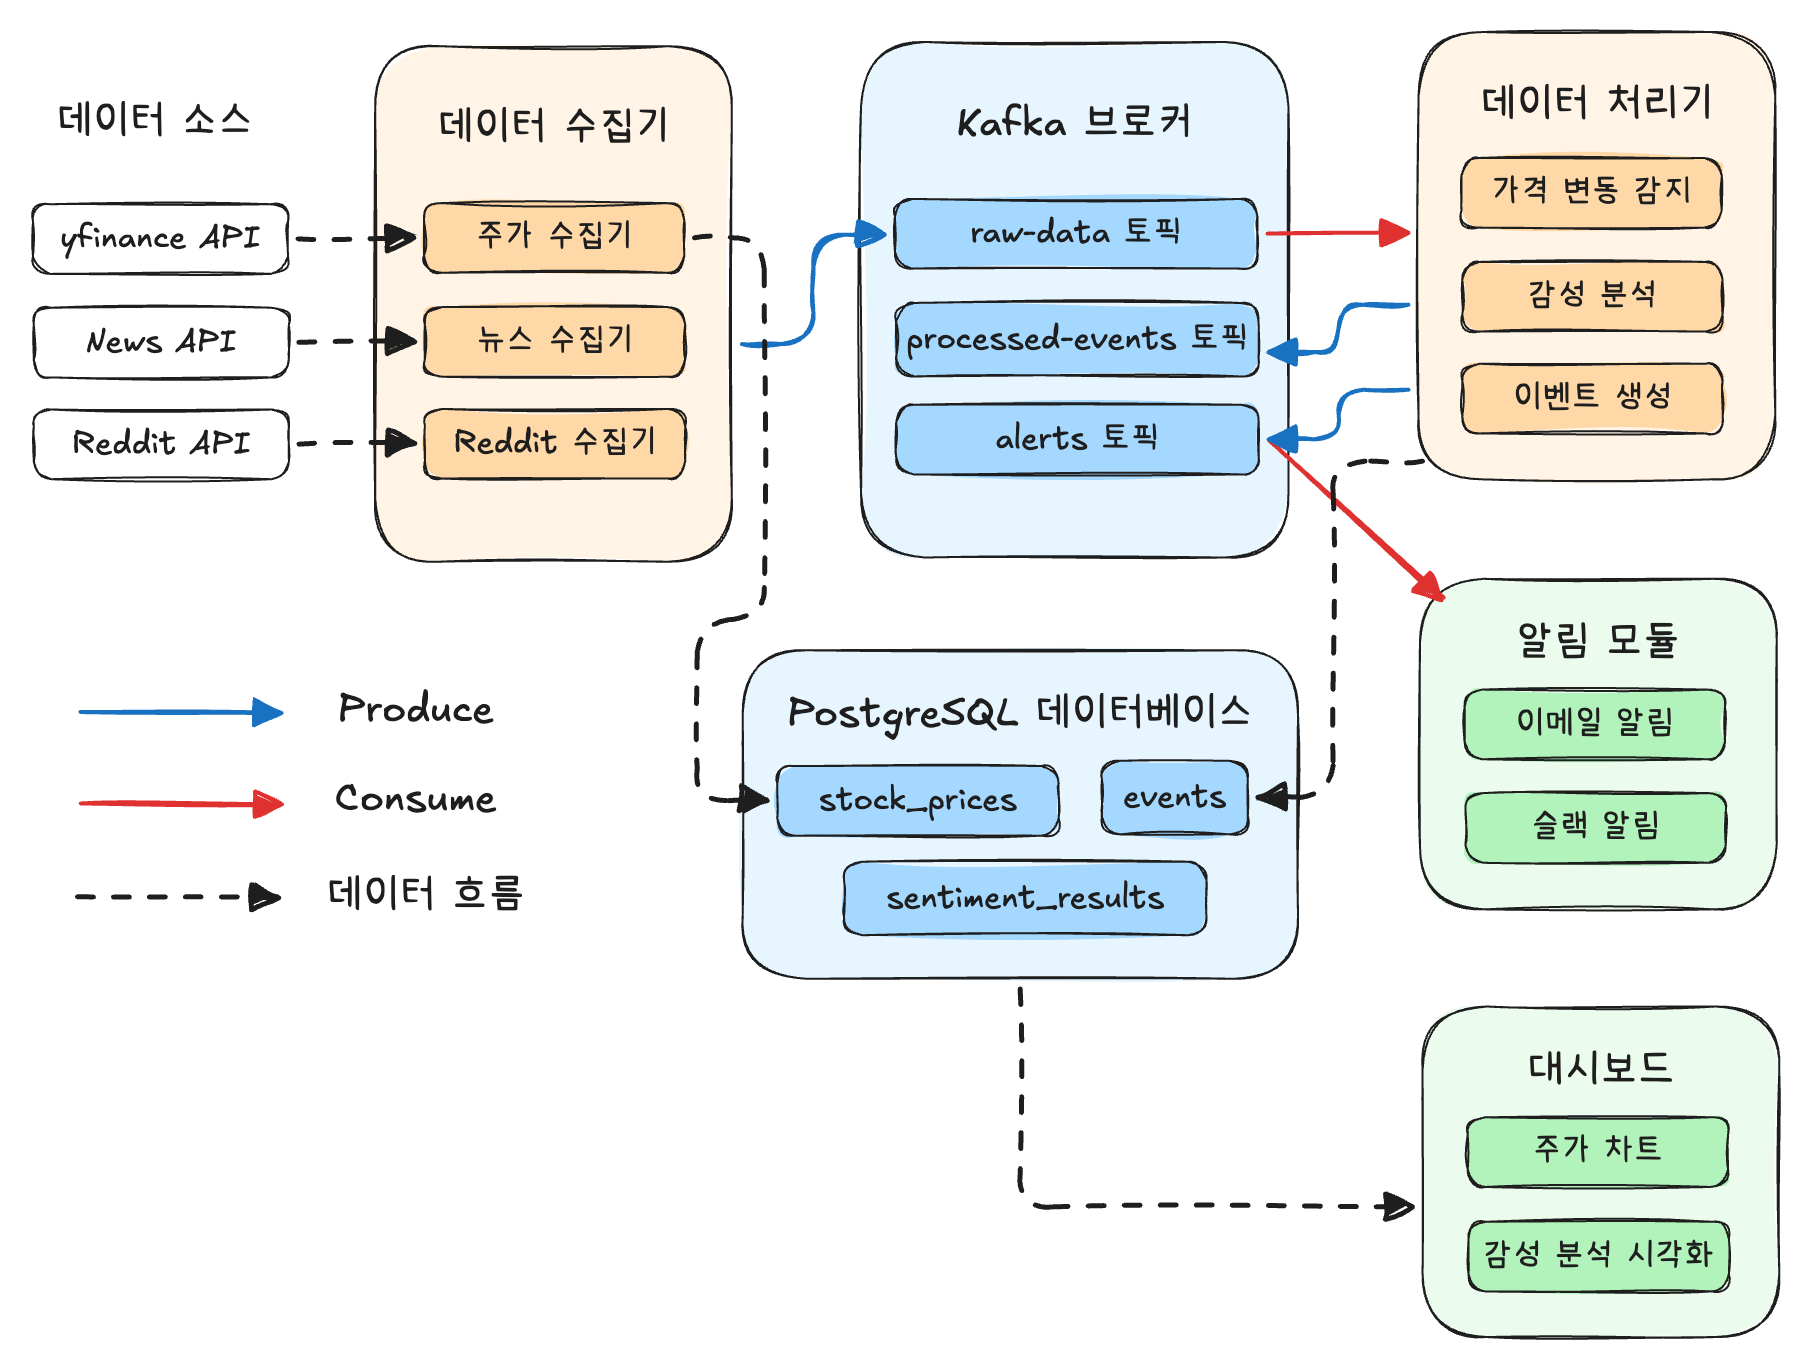 데이터 소스
yfinance API
News API
Reddit API
데이터 수집기
주가 수집기
뉴스 수집기
Reddit 수집기
Kafka 브로커
raw-data 토픽
processed-events 토픽
alerts 토픽
데이터 처리기
가격 변동 감지
감성 분석
이벤트 생성
Produce
Consume
데이터 흐름
PostgreSQL 데이터베이스
stock_prices
events
sentiment_results
알림 모듈
이메일 알림
슬랙 알림
대시보드
주가 차트
감성 분석 시각화